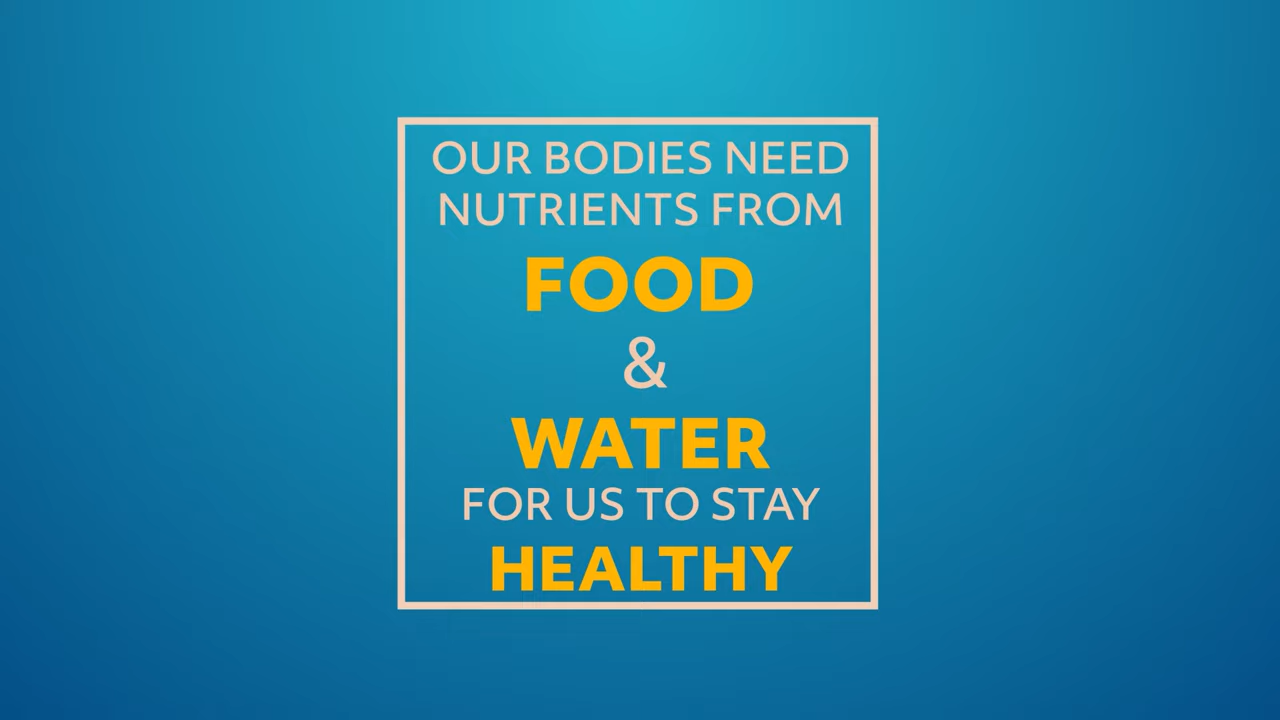 OUR BODIES NEED
NUTRIENTS FROM
FOOD
&
WATER
FOR US TO STAY
HEALTHY